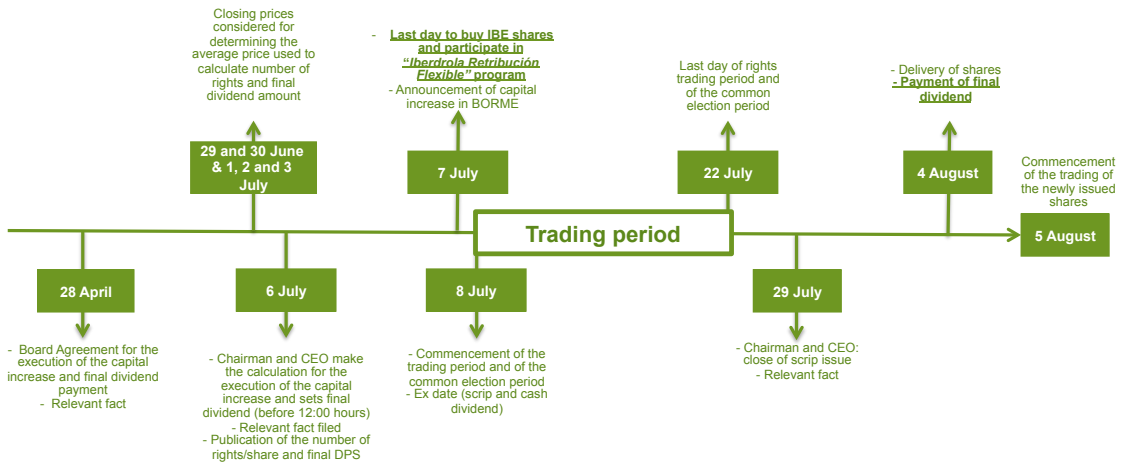 Closing prices
considered for
determining the
average price used to
calculate number of
rights and final
dividend amount
- Last day to buy IBE shares
and participate in
"Iberdrola Retribución
Flexible" program
- Announcement of capital
increase in BORME
Last day of rights
trading period and
of the common
election period
- Delivery of shares
- Payment of final
dividend
29 and 30 June
& 1, 2 and 3
July
7 July
22 July
4 August
Commencement
of the trading of
the newly issued
shares
Trading period
5 August
28 April
6 July
8 July
29 July
- Board Agreement for the
execution of the capital
increase and final dividend
payment
- Relevant fact
- Chairman and CEO make
the calculation for the
execution of the capital
increase and sets final
dividend (before 12:00 hours)
- Relevant fact filed
- Publication of the number of
rights/share and final DPS
- Commencement of the
trading period and of the
common election period
- Ex date (scrip and cash
dividend)
- Chairman and CEO:
close of scrip issue
- Relevant fact